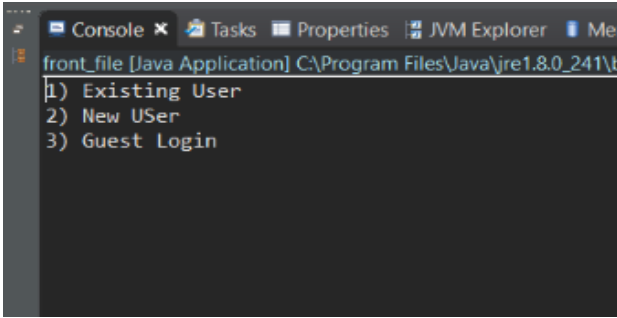 Console Tasks Properties JVM Explorer Me
front_file [Java Application] C:\Program Files\Java\jre1.8.0_241\b
1) Existing User
2) New USer
3) Guest Login